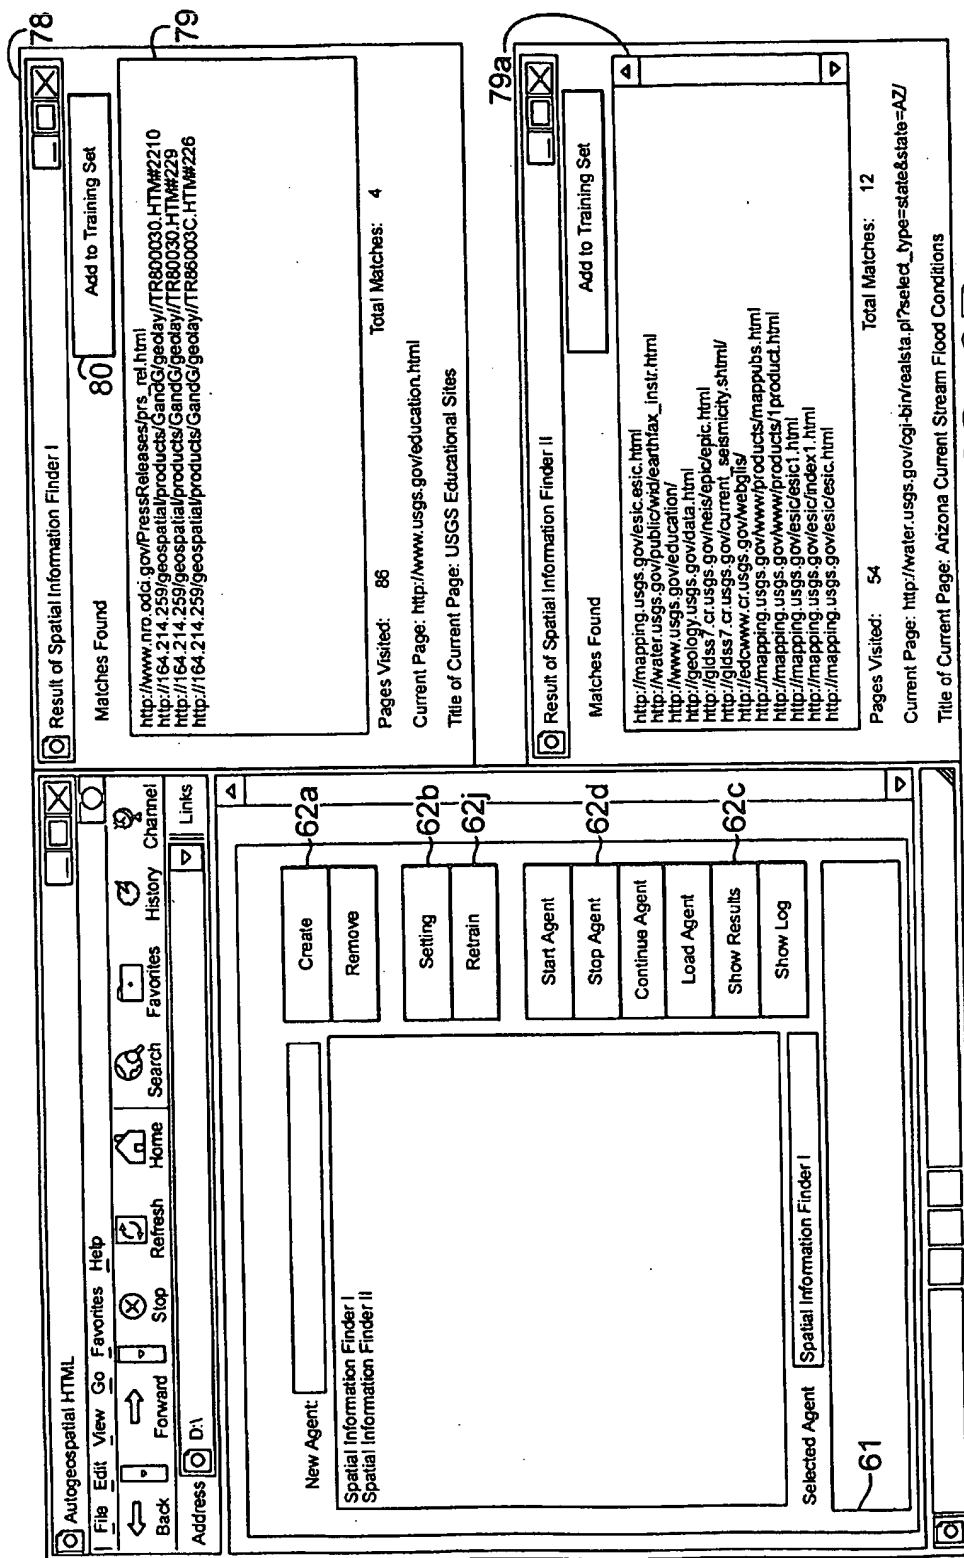 Autogeospatial HTML
File Edit View Go Favorites Help
Back Forward Stop Refresh Home Search Favorites History Channel
Address D:\ Links
New Agent:
Spatial Information Finder I
Spatial Information Finder II
Create
Remove
Setting
Retrain
Start Agent
Stop Agent
Continue Agent
Load Agent
Show Results
Show Log
62a
62b
62j
62d
62c
Selected Agent Spatial Information Finder I
61
78
Result of Spatial Information Finder I
Matches Found
80
Add to Training Set
79
http://www.nro.odci.gov/PressReleases/prs_rel.html
http://164.214.259/geospatial/products/GandG/geolay//TR800030.HTM#2210
http://164.214.259/geospatial/products/GandG/geolay//TR80030.HTM#229
http://164.214.259/geospatial/products/GandG/geolay//TR86003C.HTM#226
Pages Visited: 86 Total Matches: 4
Current Page: http://www.usgs.gov/education.html
Title of Current Page: USGS Educational Sites
79a
Result of Spatial Information Finder II
Matches Found
Add to Training Set
http://mapping.usgs.gov/esic.esic.html
http://water.usgs.gov/public/wid/earthfax_instr.html
http://www.usgs.gov/education/
http://geology.usgs.gov/data.html
http://gldss7.cr.usgs.gov/neis/epic/epic.html
http://gldss7.cr.usgs.gov/current_seismicity.shtml/
http://edcwww.cr.usgs.gov/webglis/
http://mapping.usgs.gov/www/products/mappubs.html
http://mapping.usgs.gov/www/products/1product.html
http://mapping.usgs.gov/esic/esic1.html
http://mapping.usgs.gov/esic/index1.html
http://mapping.usgs.gov/esic/esic.html
Pages Visited: 54 Total Matches: 12
Current Page: http://water.usgs.gov/cgi-bin/realsta.pl?select_type=state&state=AZ/
Title of Current Page: Arizona Current Stream Flood Conditions